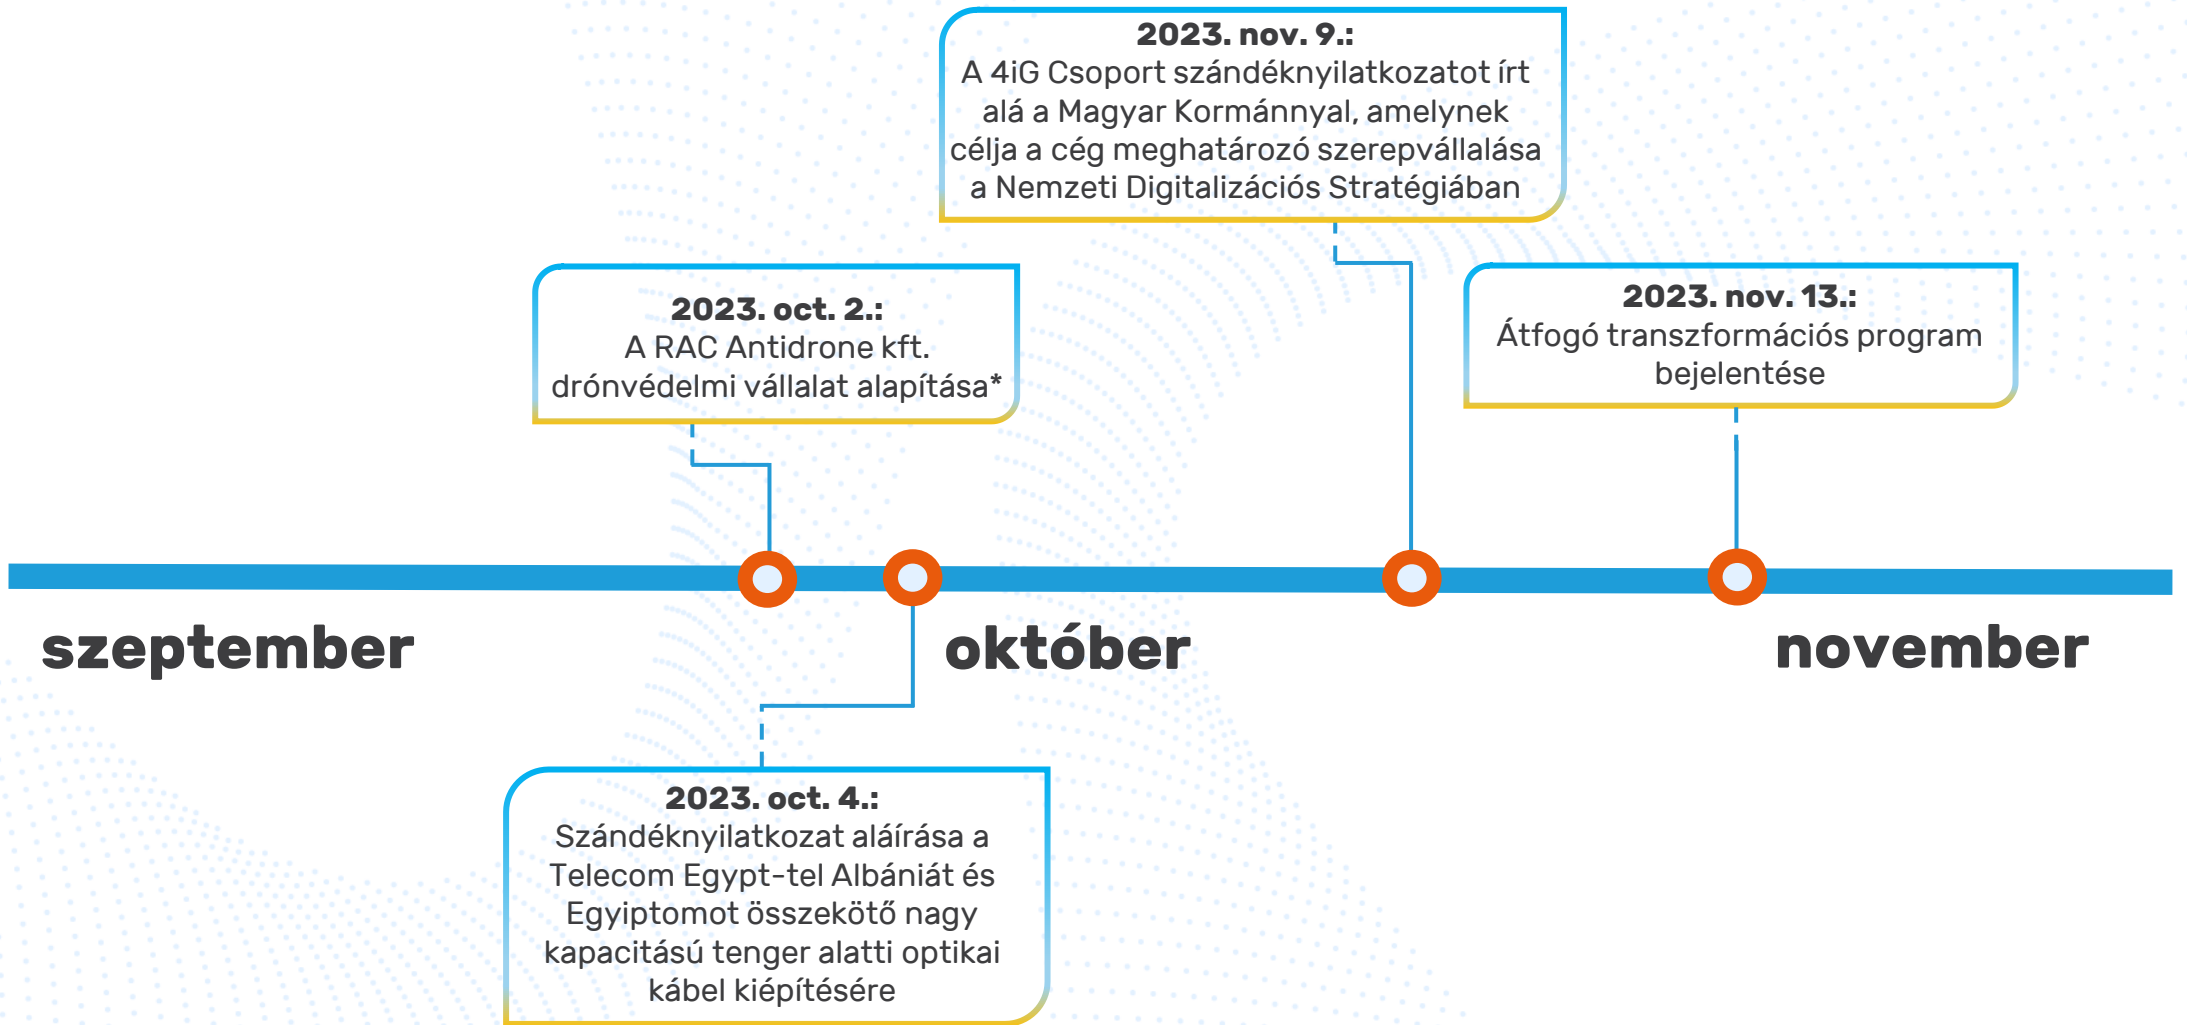 2023. nov. 9.:
A 4iG Csoport szándéknyilatkozatot írt
alá a Magyar Kormánnyal, amelynek
célja a cég meghatározó szerepvállalása
a Nemzeti Digitalizációs Stratégiában
2023. oct. 2.:
A RAC Antidrone kft.
drónvédelmi vállalat alapítása*
2023. nov. 13.:
Átfogó transzformációs program
bejelentése
szeptember
október
november
2023. oct. 4.:
Szándéknyilatkozat aláírása a
Telecom Egypt-tel Albániát és
Egyiptomot összekötő nagy
kapacitású tenger alatti optikai
kábel kiépítésére